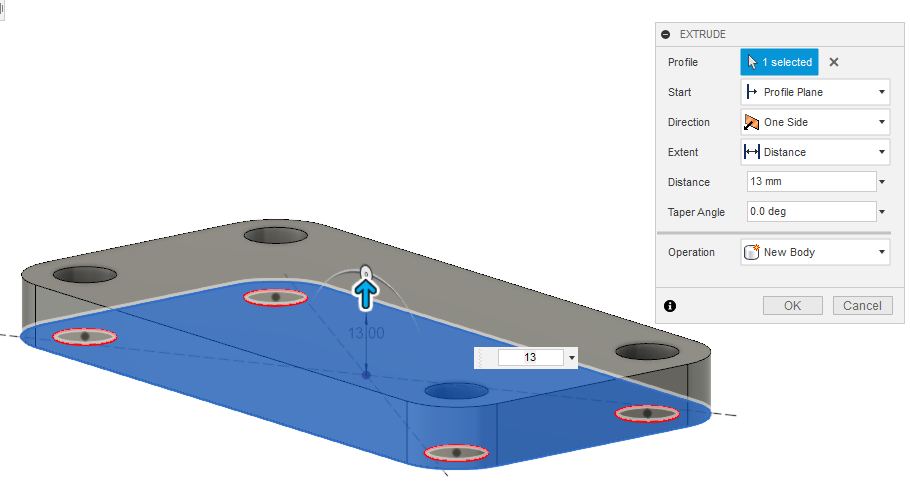 EXTRUDE
Profile 1 selected
Start Profile Plane
Direction One Side
Extent Distance
Distance 13 mm
Taper Angle 0.0 deg
Operation New Body
OK Cancel
13.00
13